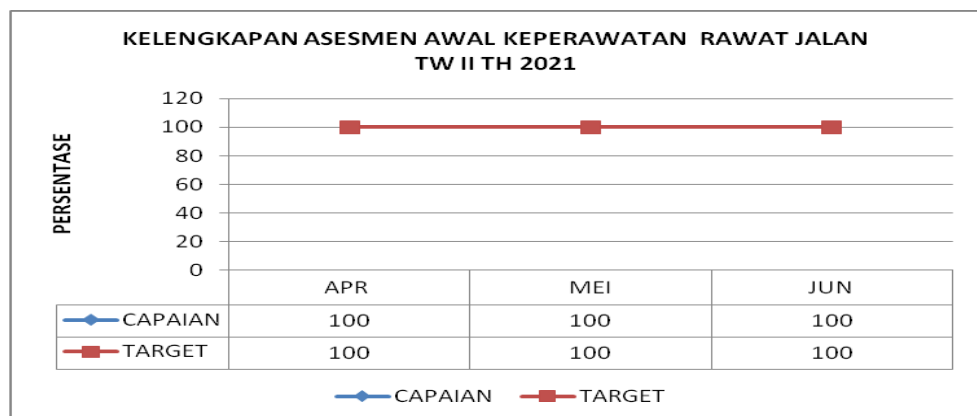 KELENGKAPAN ASESMEN AWAL KEPERAWATAN RAWAT JALAN
TW II TH 2021
PERSENTASE
120
100
80
60
40
20
0
APR MEI JUN
CAPAIAN 100 100 100
TARGET 100 100 100
CAPAIAN TARGET